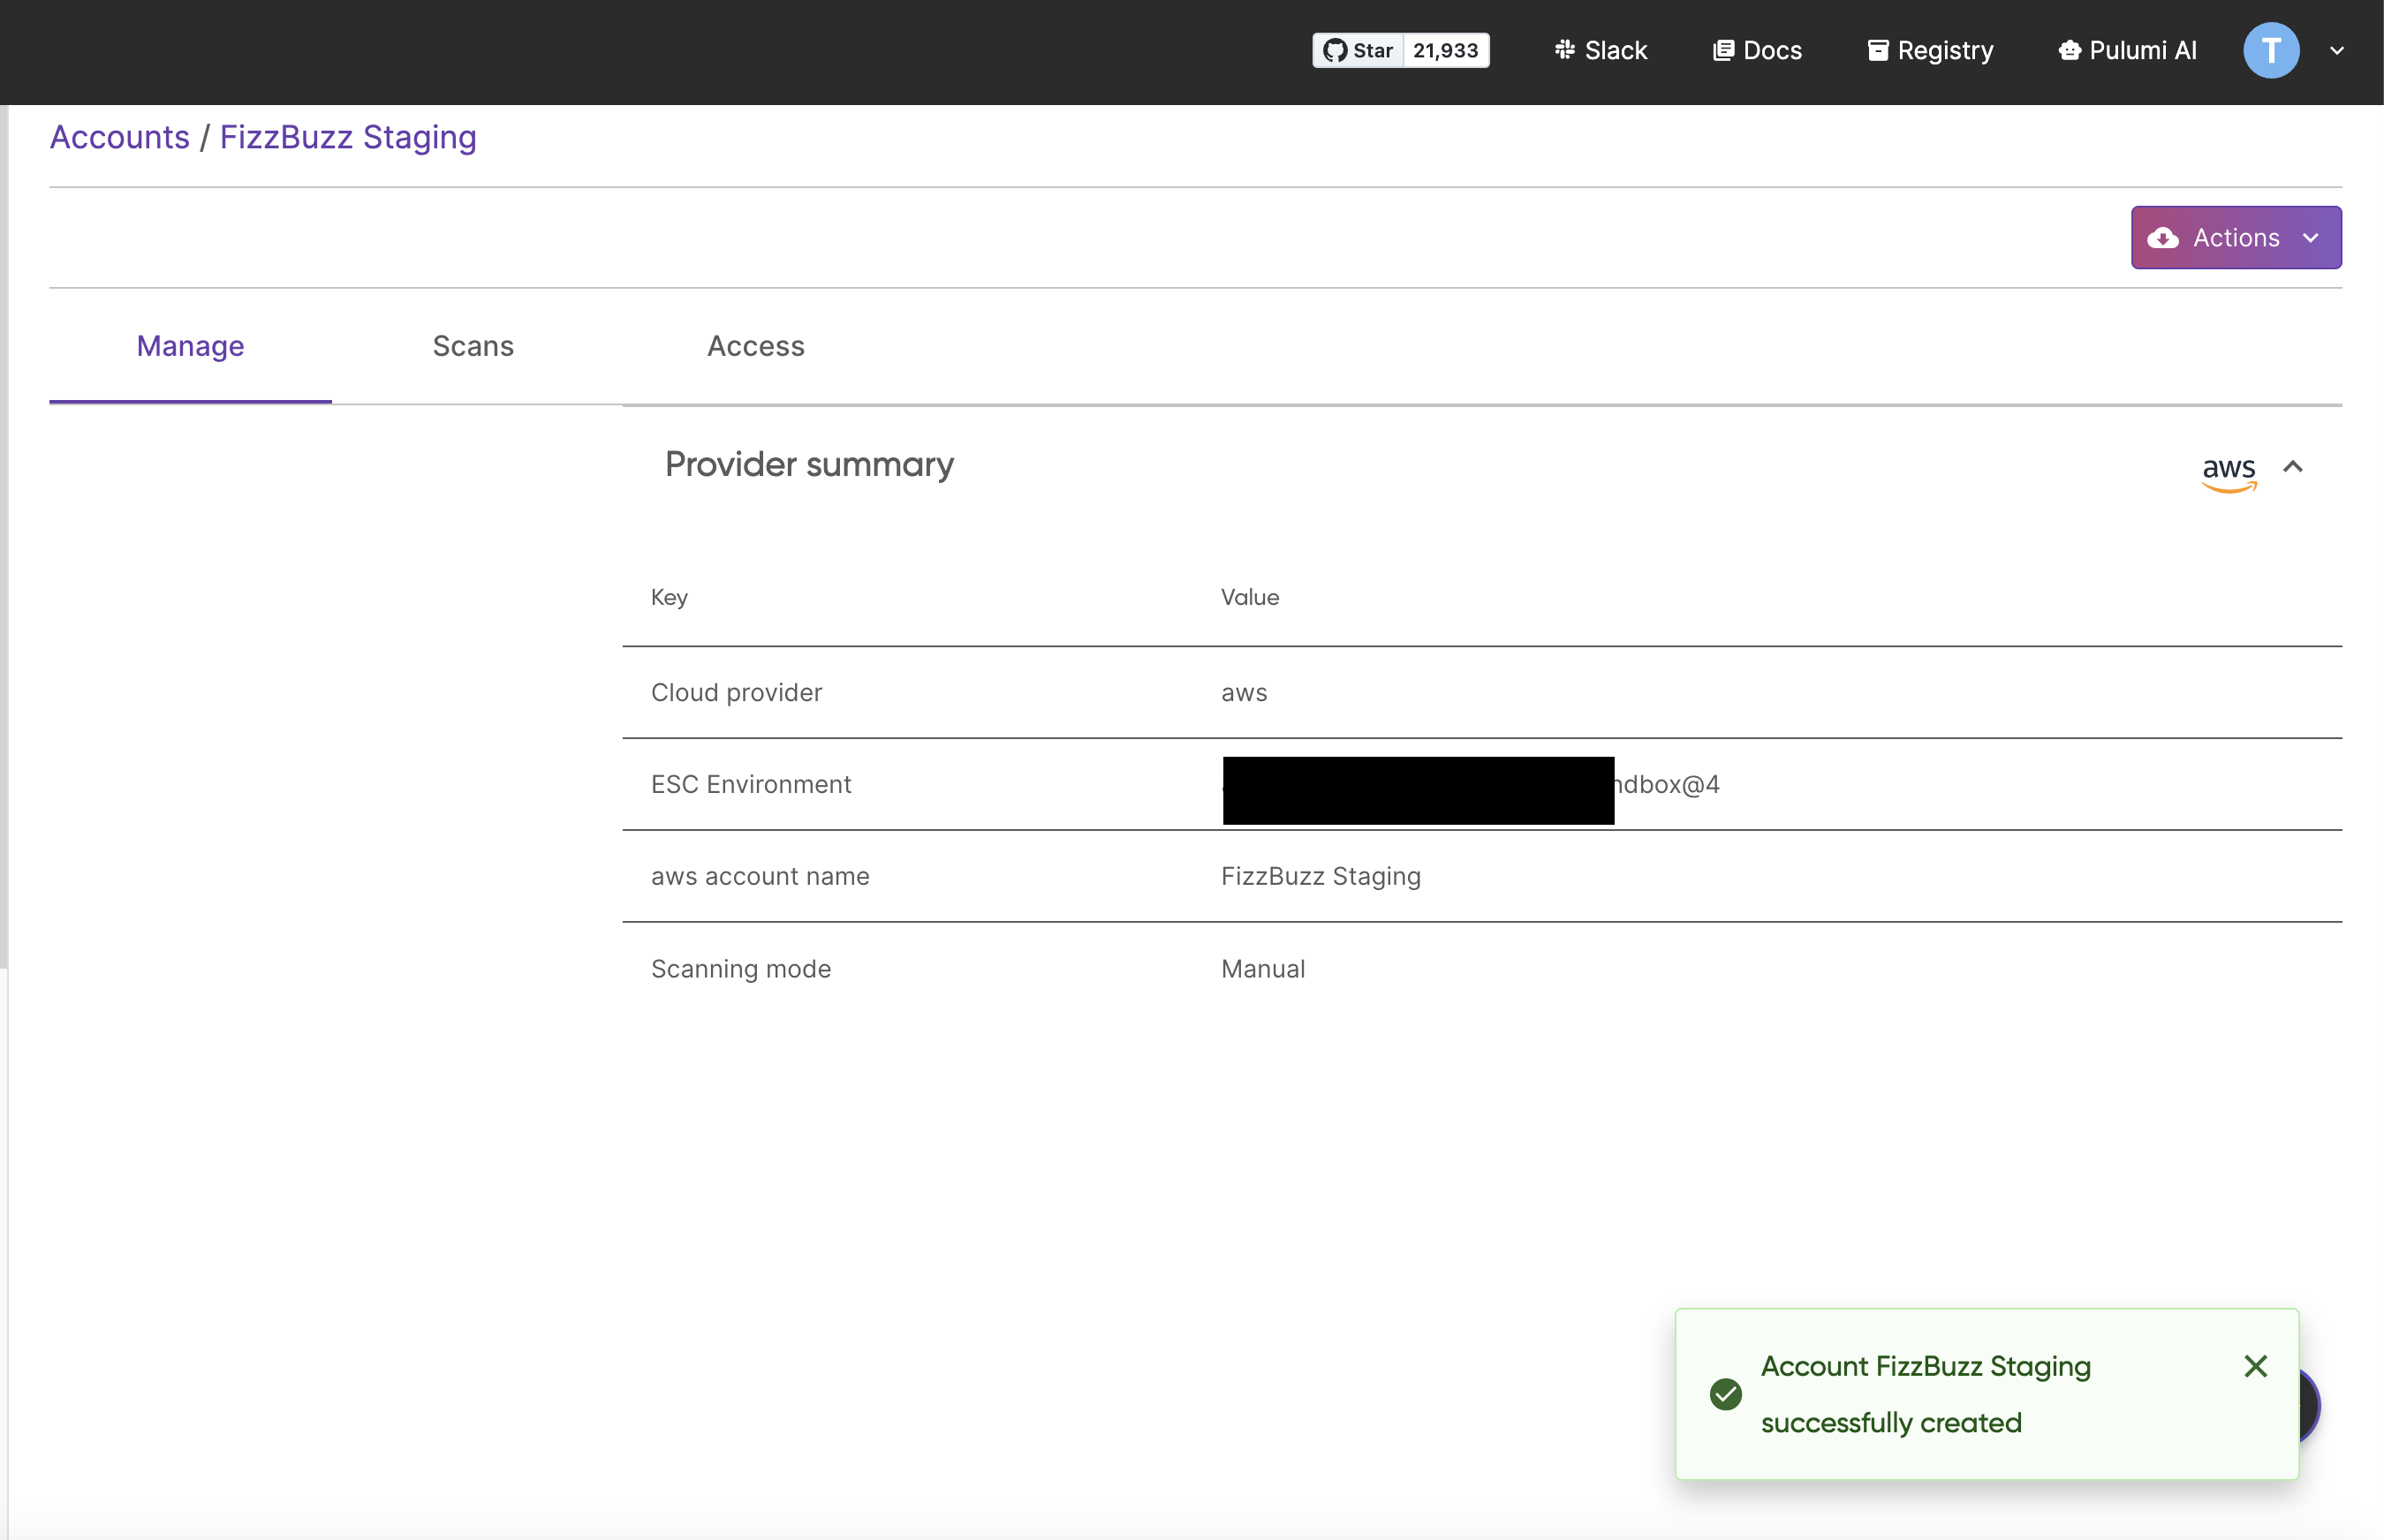 Star 21,933 Slack Docs Registry Pulumi AI T
Accounts / FizzBuzz Staging
Actions
Manage Scans Access
Provider summary aws
Key Value
Cloud provider aws
ESC Environment ndbox@4
aws account name FizzBuzz Staging
Scanning mode Manual
Account FizzBuzz Staging
successfully created